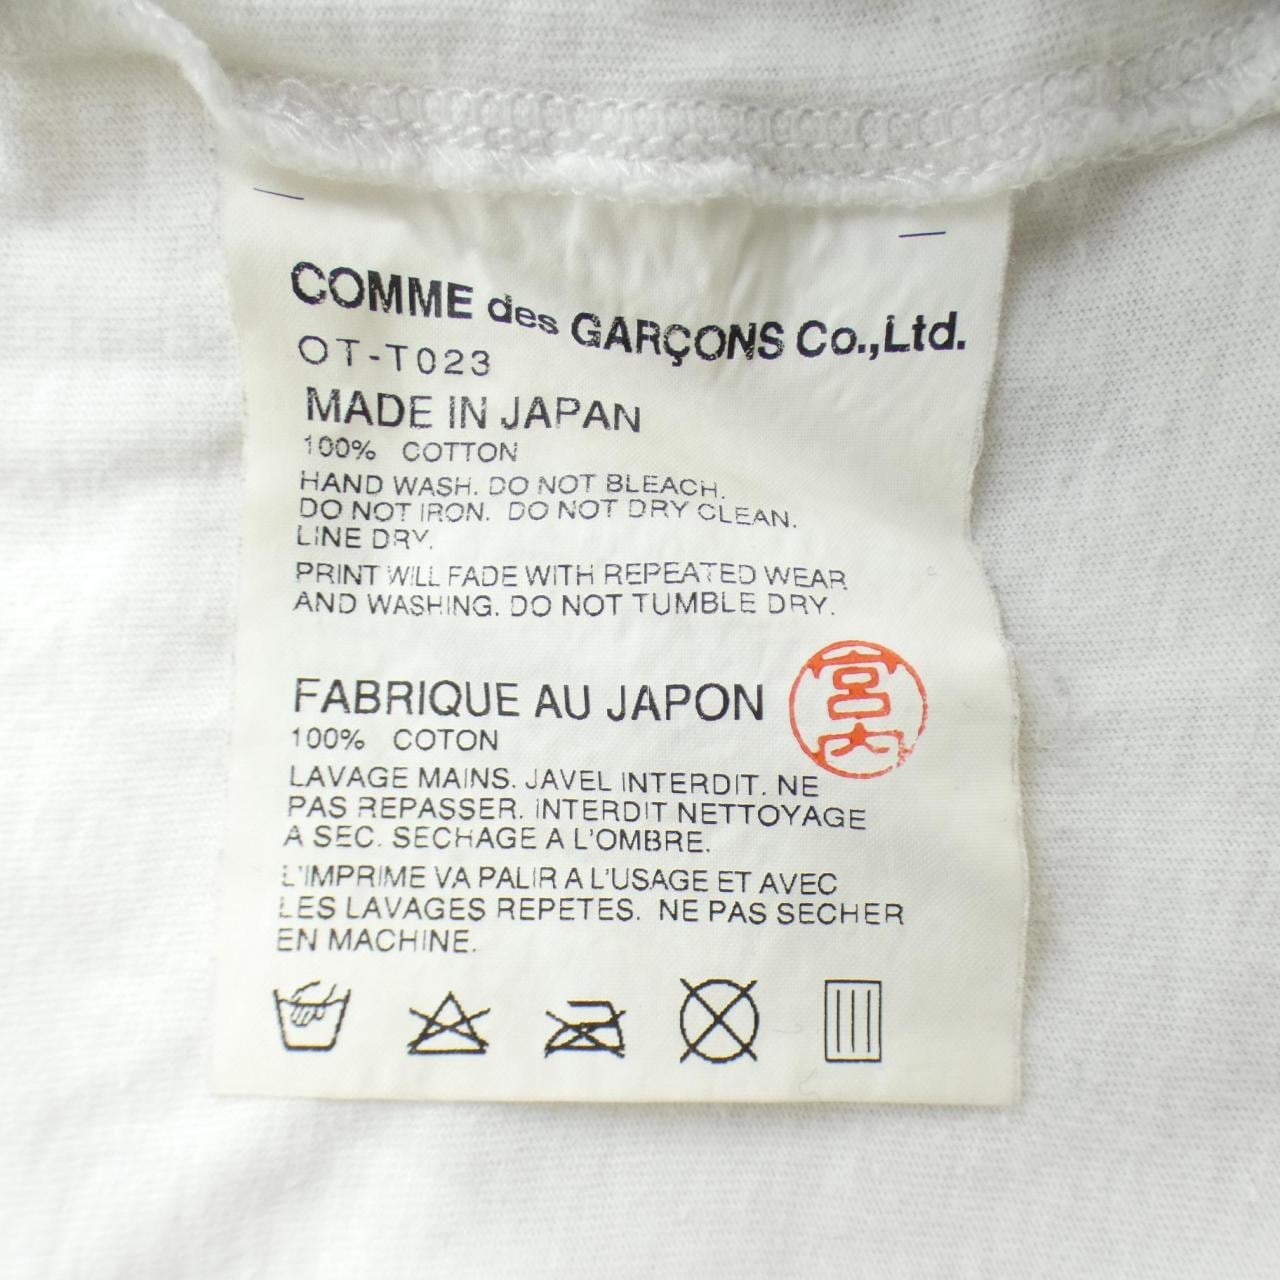 COMME des GARÇONS Co.,Ltd.
OT-T023
MADE IN JAPAN
100% COTTON
HAND WASH. DO NOT BLEACH.
DO NOT IRON. DO NOT DRY CLEAN.
LINE DRY.
PRINT WILL FADE WITH REPEATED WEAR
AND WASHING. DO NOT TUMBLE DRY.
宮内
FABRIQUE AU JAPON
100% COTON
LAVAGE MAINS. JAVEL INTERDIT. NE
PAS REPASSER. INTERDIT NETTOYAGE
A SEC. SECHAGE A L'OMBRE.
L'IMPRIME VA PALIR A L'USAGE ET AVEC
LES LAVAGES REPETES. NE PAS SECHER
EN MACHINE.